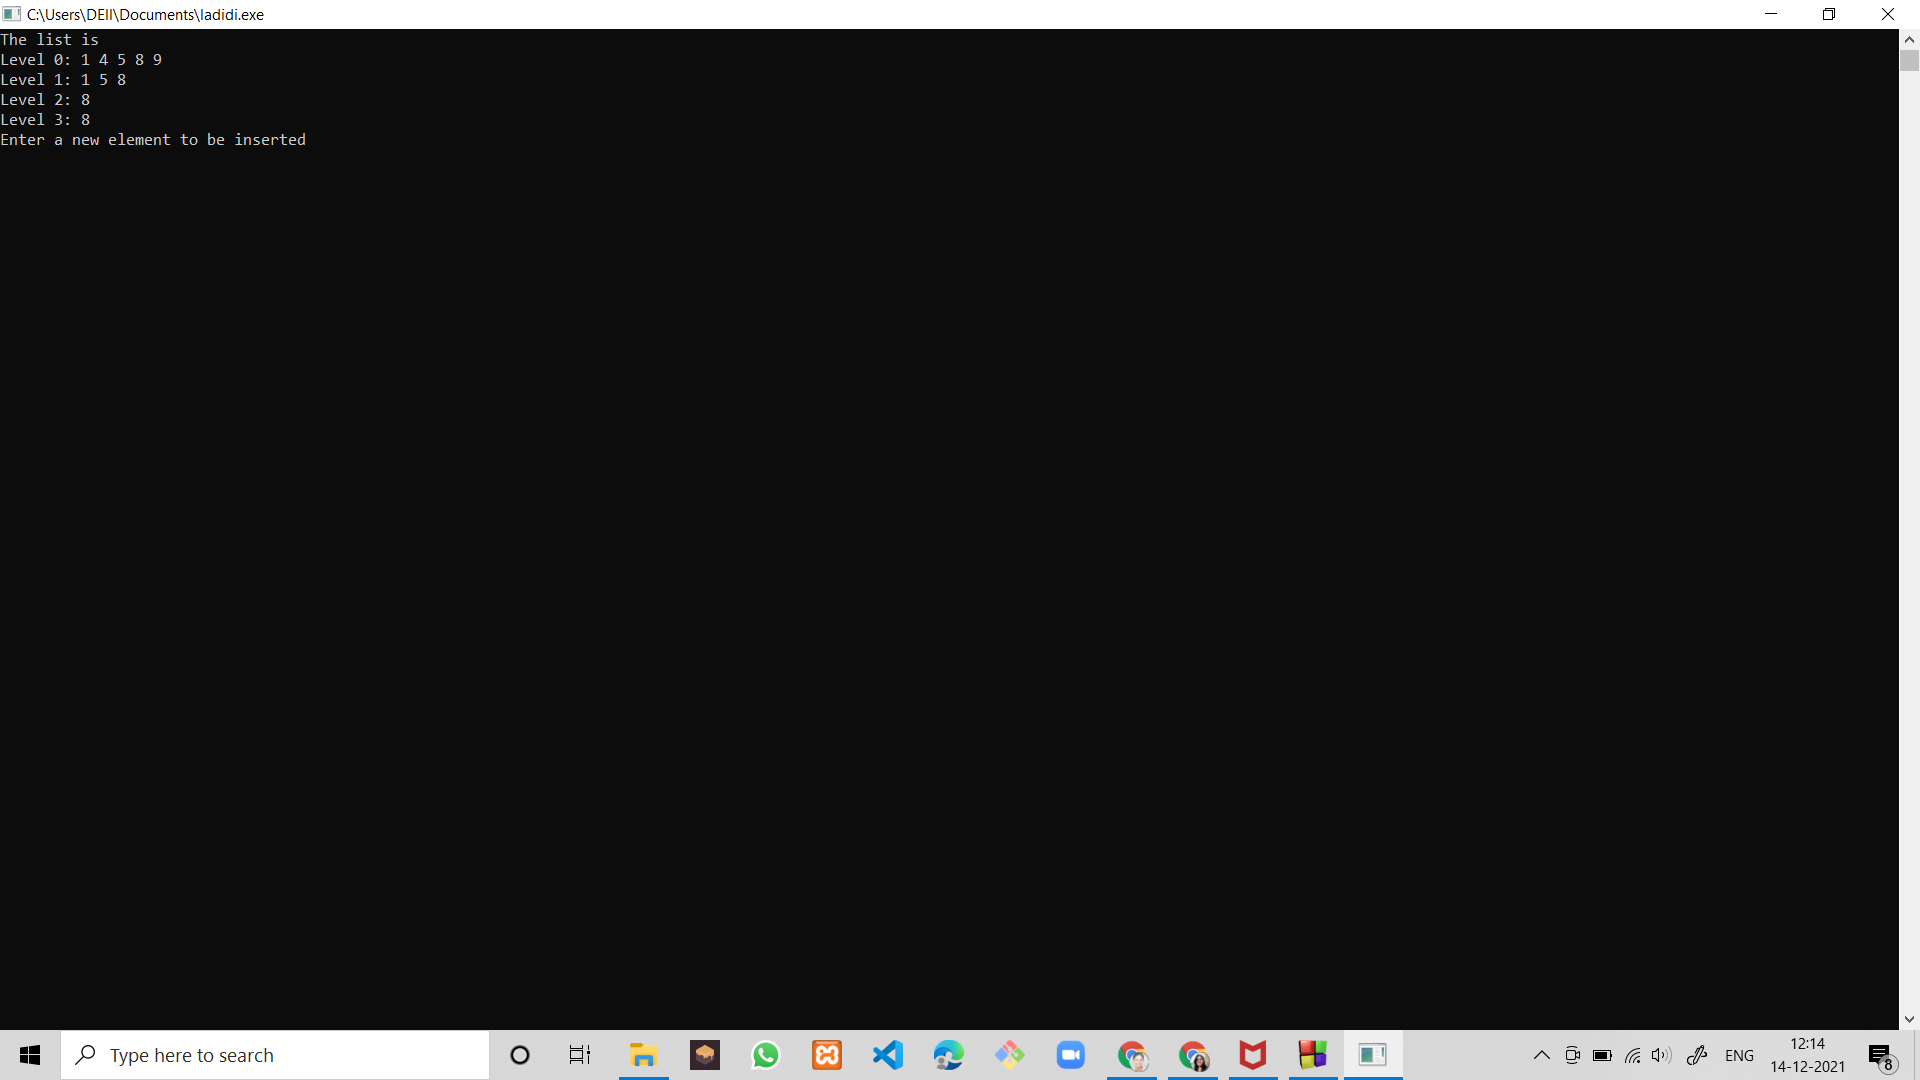 C:\Users\DEll\Documents\ladidi.exe
The list is
Level 0: 1 4 5 8 9
Level 1: 1 5 8
Level 2: 8
Level 3: 8
Enter a new element to be inserted
Type here to search
ENG
12:14
14-12-2021
8